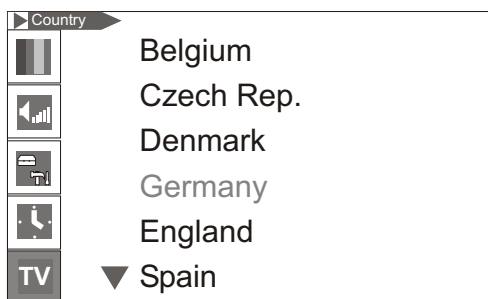 Country
Belgium
Czech Rep.
Denmark
Germany
England
TV
Spain